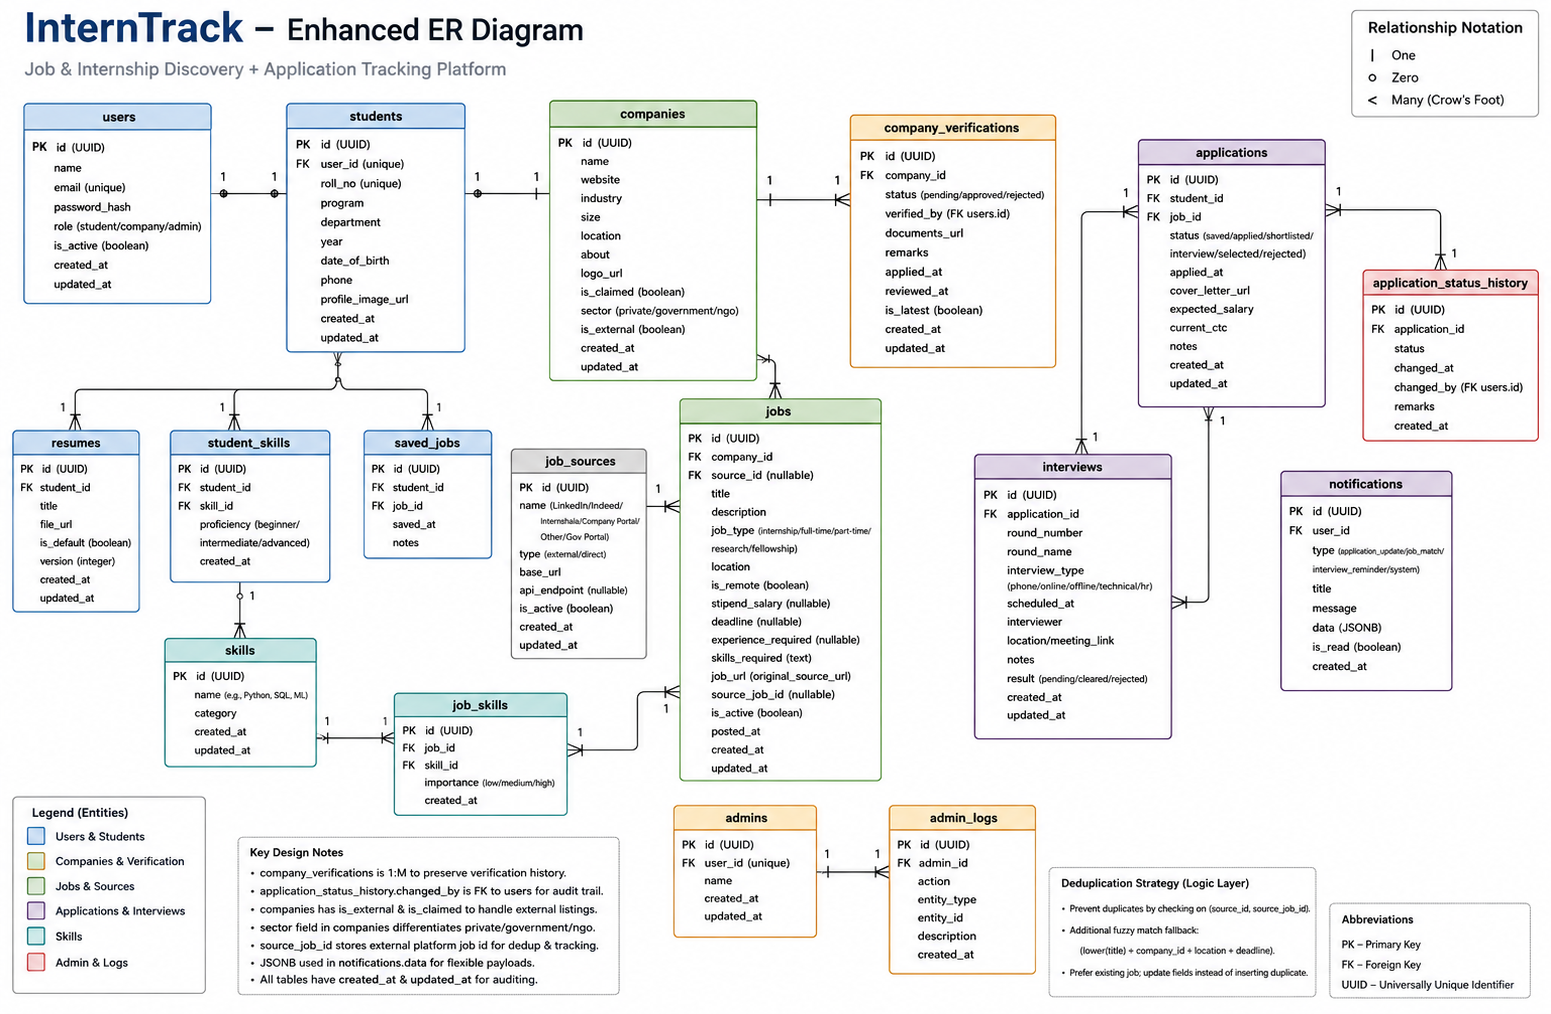 InternTrack – Enhanced ER Diagram
Job & Internship Discovery + Application Tracking Platform
Relationship Notation
| One
o Zero
< Many (Crow's Foot)
users
PK id (UUID)
name
email (unique)
password_hash
role (student/company/admin)
is_active (boolean)
created_at
updated_at
1
1
students
PK id (UUID)
FK user_id (unique)
roll_no (unique)
program
department
year
date_of_birth
phone
profile_image_url
created_at
updated_at
1
1
companies
PK id (UUID)
name
website
industry
size
location
about
logo_url
is_claimed (boolean)
sector (private/government/ngo)
is_external (boolean)
created_at
updated_at
1
1
company_verifications
PK id (UUID)
FK company_id
status (pending/approved/rejected)
verified_by (FK users.id)
documents_url
remarks
applied_at
reviewed_at
is_latest (boolean)
created_at
updated_at
1
applications
PK id (UUID)
FK student_id
FK job_id
status (saved/applied/shortlisted/
interview/selected/rejected)
applied_at
cover_letter_url
expected_salary
current_ctc
notes
created_at
updated_at
1
1
application_status_history
PK id (UUID)
FK application_id
status
changed_at
changed_by (FK users.id)
remarks
created_at
1
1
1
resumes
PK id (UUID)
FK student_id
title
file_url
is_default (boolean)
version (integer)
created_at
updated_at
student_skills
PK id (UUID)
FK student_id
FK skill_id
proficiency (beginner/
intermediate/advanced)
created_at
1
saved_jobs
PK id (UUID)
FK student_id
FK job_id
saved_at
notes
job_sources
PK id (UUID)
name (LinkedIn/Indeed/
Internshala/Company Portal/
Other/Gov Portal)
type (external/direct)
base_url
api_endpoint (nullable)
is_active (boolean)
created_at
updated_at
1
jobs
PK id (UUID)
FK company_id
FK source_id (nullable)
title
description
job_type (internship/full-time/part-time/
research/fellowship)
location
is_remote (boolean)
stipend_salary (nullable)
deadline (nullable)
experience_required (nullable)
skills_required (text)
job_url (original_source_url)
source_job_id (nullable)
is_active (boolean)
posted_at
created_at
updated_at
1
1
interviews
PK id (UUID)
FK application_id
round_number
round_name
interview_type
(phone/online/offline/technical/hr)
scheduled_at
interviewer
location/meeting_link
notes
result (pending/cleared/rejected)
created_at
updated_at
notifications
PK id (UUID)
FK user_id
type (application_update/job_match/
interview_reminder/system)
title
message
data (JSONB)
is_read (boolean)
created_at
skills
PK id (UUID)
name (e.g., Python, SQL, ML)
category
created_at
updated_at
1
1
job_skills
PK id (UUID)
FK job_id
FK skill_id
importance (low/medium/high)
created_at
1
1
Legend (Entities)
Users & Students
Companies & Verification
Jobs & Sources
Applications & Interviews
Skills
Admin & Logs
Key Design Notes
• company_verifications is 1:M to preserve verification history.
• application_status_history.changed_by is FK to users for audit trail.
• companies has is_external & is_claimed to handle external listings.
• sector field in companies differentiates private/government/ngo.
• source_job_id stores external platform job id for dedup & tracking.
• JSONB used in notifications.data for flexible payloads.
• All tables have created_at & updated_at for auditing.
admins
PK id (UUID)
FK user_id (unique)
name
created_at
updated_at
1
1
admin_logs
PK id (UUID)
FK admin_id
action
entity_type
entity_id
description
created_at
Deduplication Strategy (Logic Layer)
• Prevent duplicates by checking on (source_id, source_job_id).
• Additional fuzzy match fallback:
(lower(title) + company_id + location + deadline).
• Prefer existing job; update fields instead of inserting duplicate.
Abbreviations
PK – Primary Key
FK – Foreign Key
UUID – Universally Unique Identifier